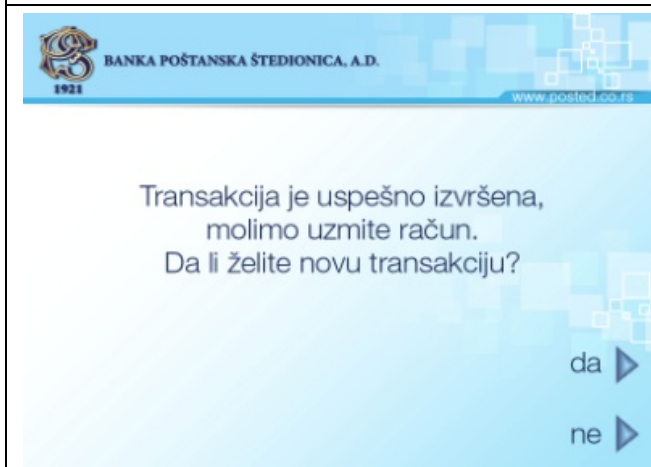 BANKA POŠTANSKA ŠTEDIONICA, A.D.
1921
www.posted.co.rs
Transakcija je uspešno izvršena,
molimo uzmite račun.
Da li želite novu transakciju?
da
ne